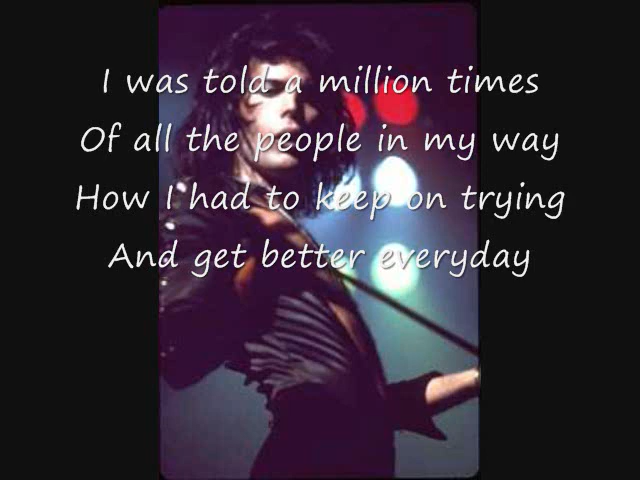 I was told a million times
Of all the people in my way
How I had to keep on trying
And get better everyday